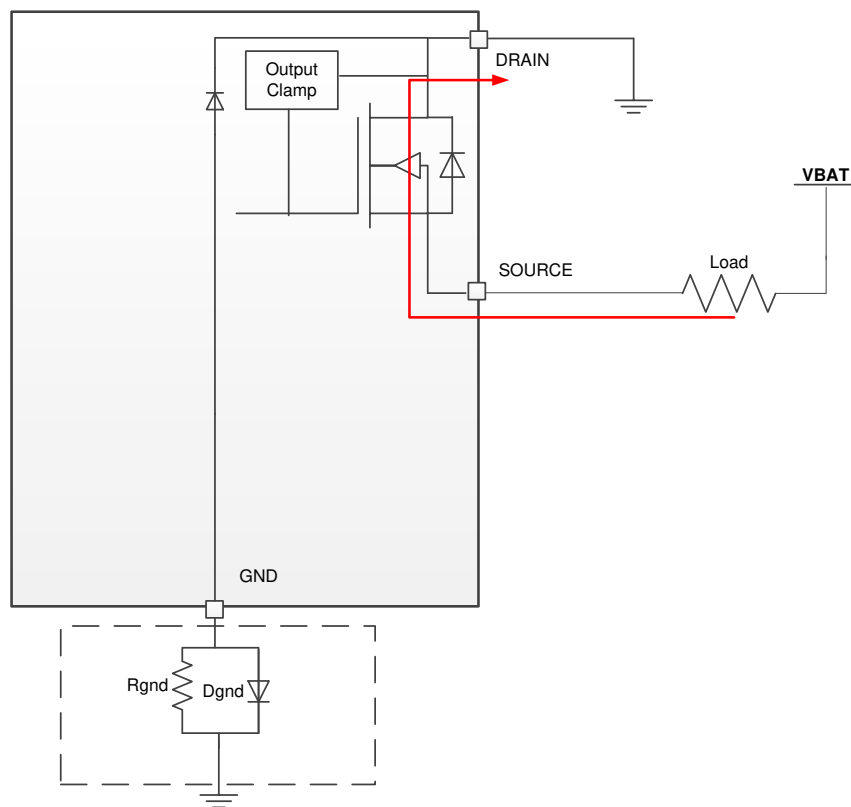 Output
Clamp
DRAIN
VBAT
SOURCE
Load
GND
Rgnd
Dgnd